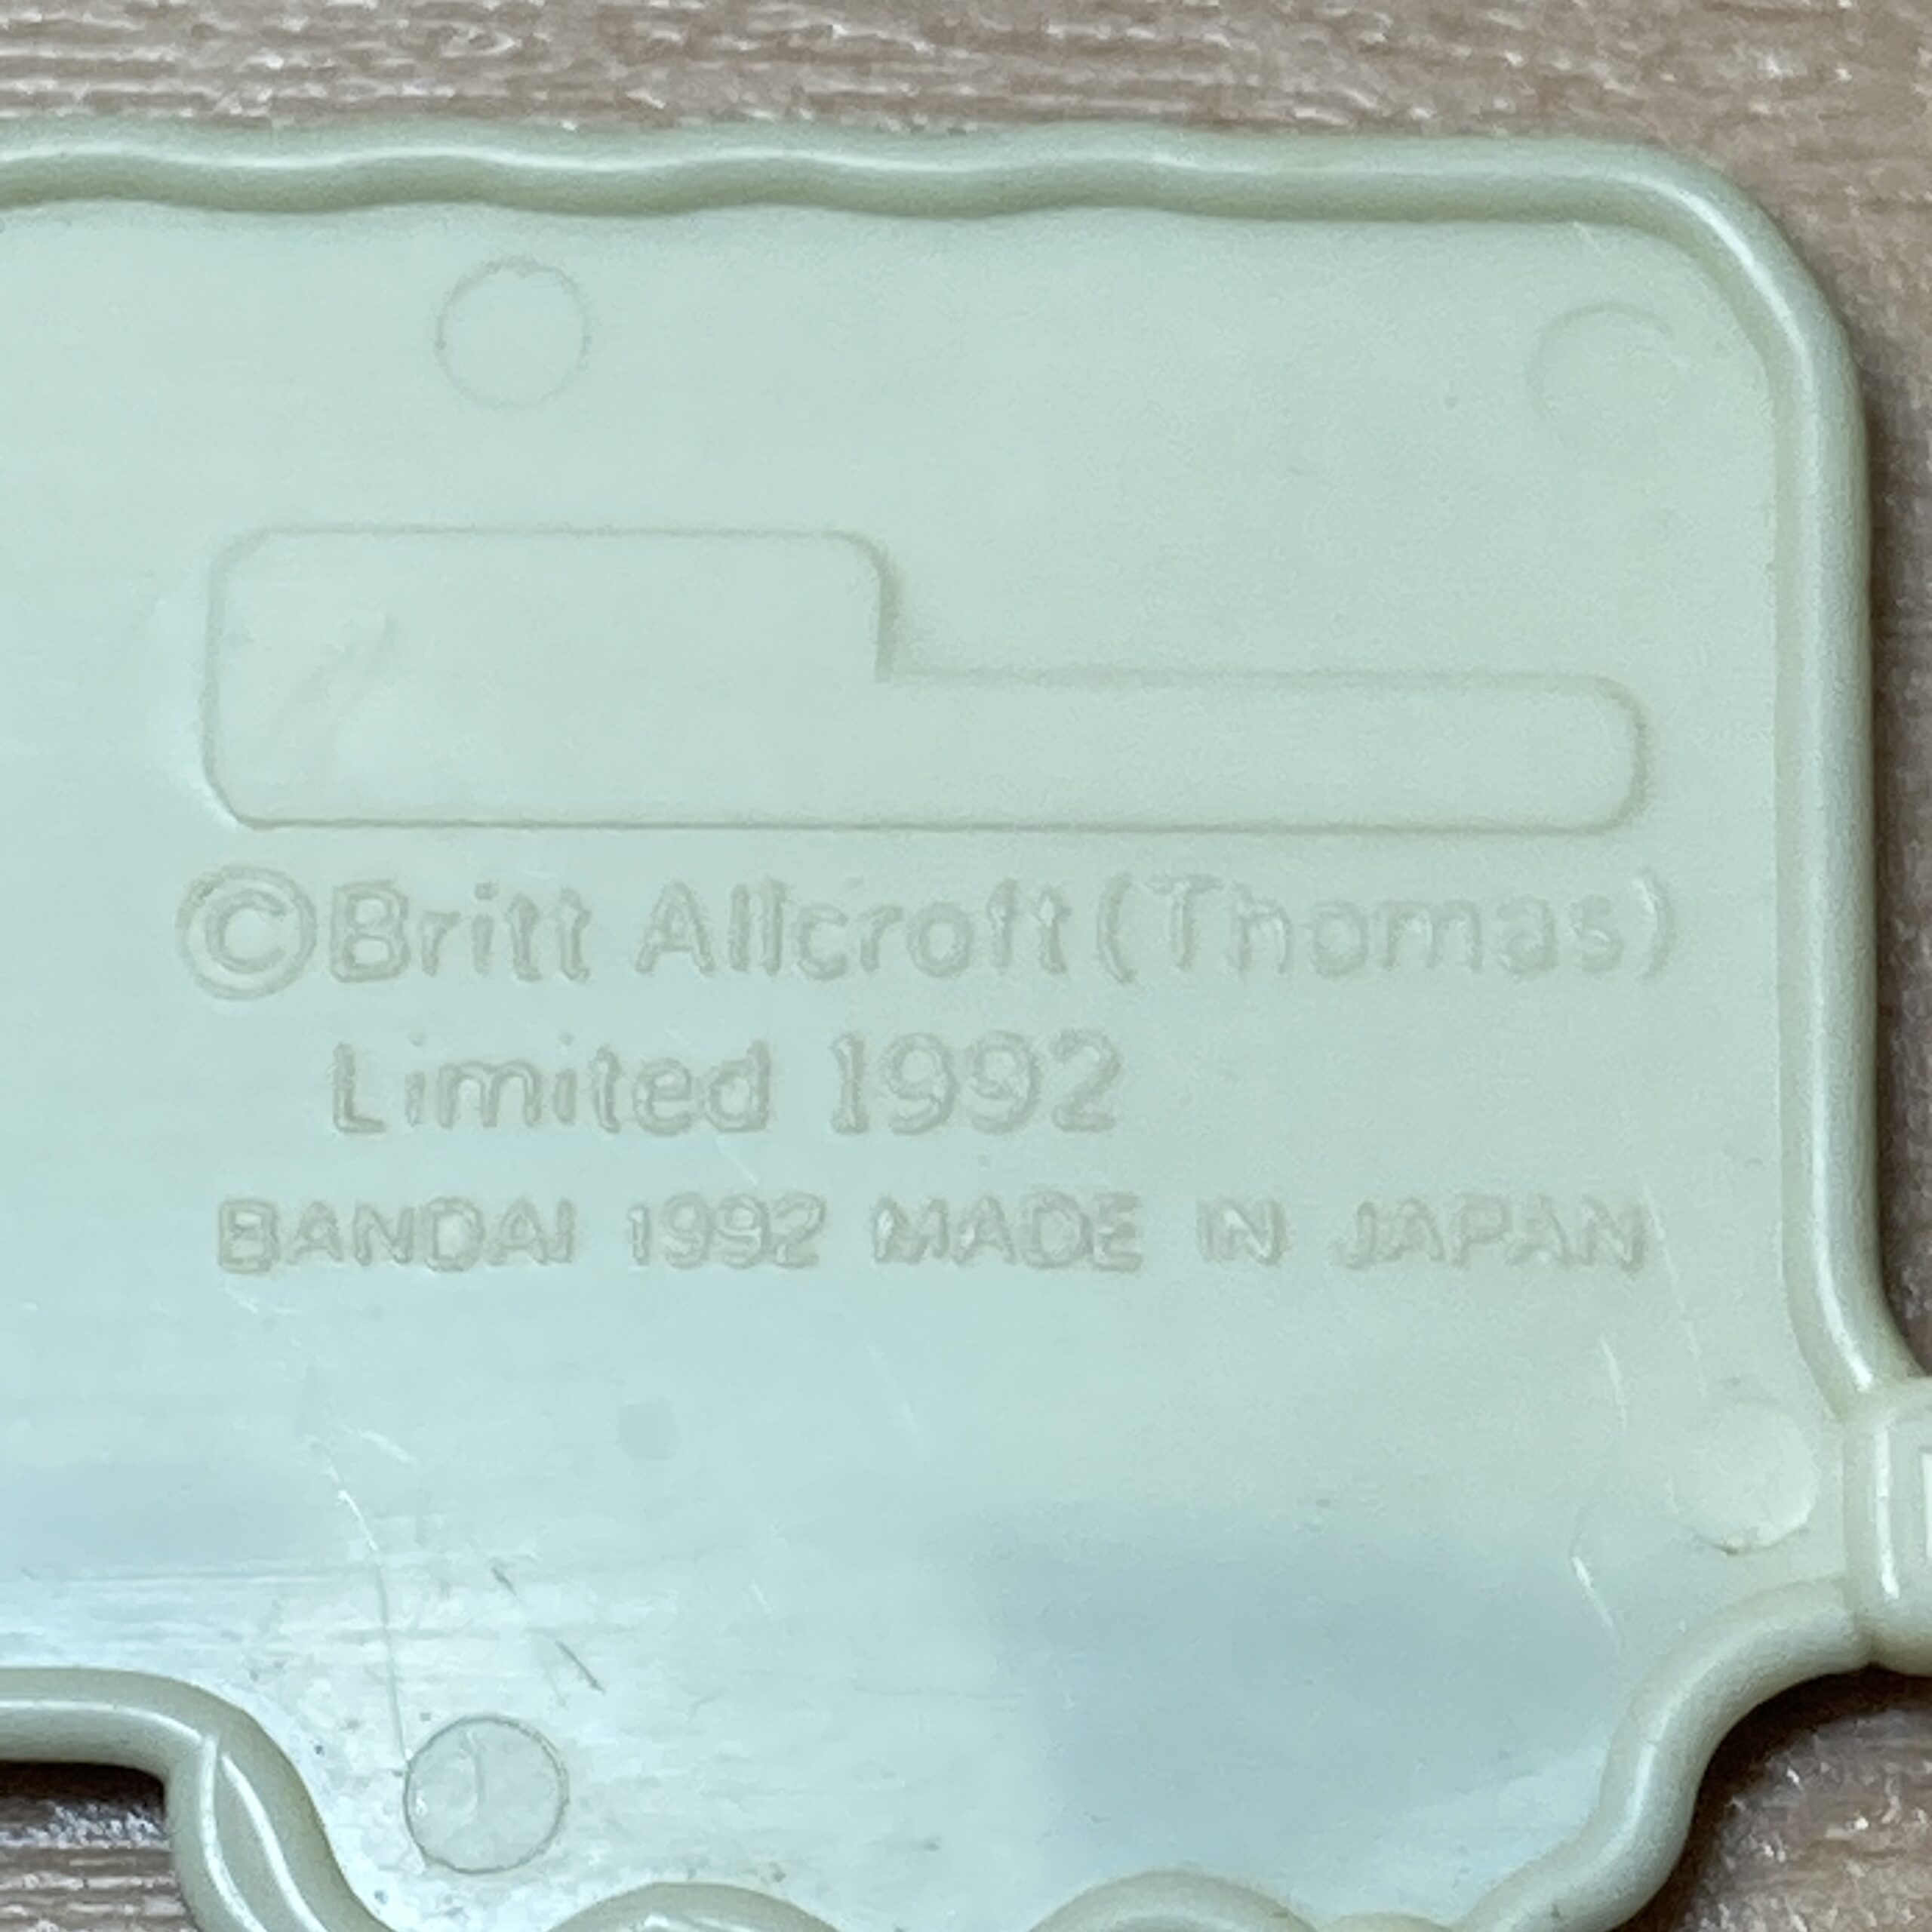 ©Britt Allcroft(Thomas)
Limited 1992
BANDAI 1992 MADE IN JAPAN